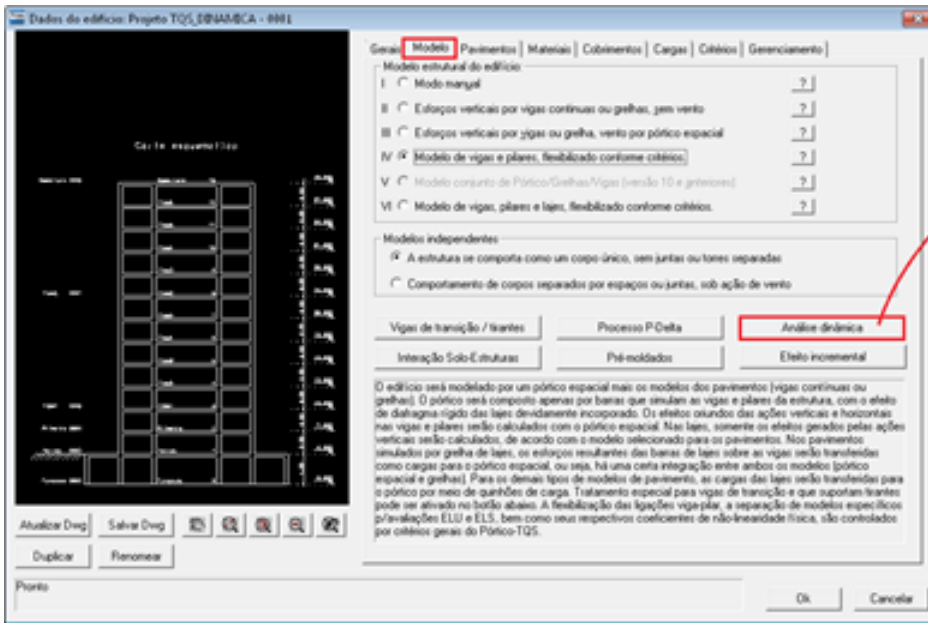 Dados do edifício: Projeto TQS_DINAMICA - 0001
Gerais Modelo Pavimentos Materiais Cobrimentos Cargas Critérios Gerenciamento
Modelo estrutural do edifício
I Modo manual ?
II Esforços verticais por vigas contínuas ou grelhas, sem vento ?
III Esforços verticais por vigas ou grelha, vento por pórtico espacial ?
IV Modelo de vigas e pilares, flexibilizado conforme critérios. ?
V Modelo conjunto de Pórtico/Grelhas/Vigas (versão 10 e anteriores) ?
VI Modelo de vigas, pilares e lajes, flexibilizado conforme critérios. ?
Modelos independentes
A estrutura se comporta como um corpo único, sem juntas ou torres separadas
Comportamento de corpos separados por espaços ou juntas, sob ação de vento
Vigas de transição / tirantes Processo P-Delta Análise dinâmica
Interação Solo-Estruturas Pré-moldados Efeito incremental
O edifício será modelado por um pórtico espacial mais os modelos dos pavimentos (vigas contínuas ou
grelhas). O pórtico será composto apenas por barras que simulam as vigas e pilares da estrutura, com o efeito
de diafragma rígido das lajes devidamente incorporado. Os efeitos oriundos das ações verticais e horizontais
nas vigas e pilares serão calculados com o pórtico espacial. Nas lajes, somente os efeitos gerados pelas ações
verticais serão calculados, de acordo com o modelo selecionado para os pavimentos. Nos pavimentos
simulados por grelha de lajes, os esforços resultantes das barras de lajes sobre as vigas serão transferidas
como cargas para o pórtico espacial, ou seja, há uma certa integração entre ambos os modelos (pórtico
espacial e grelhas). Para os demais tipos de modelos de pavimento, as cargas das lajes serão transferidas para
o pórtico por meio de quinhões de carga. Tratamento especial para vigas de transição e que suportam tirantes
pode ser ativado no botão abaixo. A flexibilização das ligações viga-pilar, a separação de modelos específicos
p/avaliações ELU e ELS, bem como seus respectivos coeficientes de não-linearidade física, são controlados
por critérios gerais do Pórtico-TQS.
Corte esquemático
Atualizar Dwg Salvar Dwg
Duplicar Renomear
Pronto
Ok Cancelar